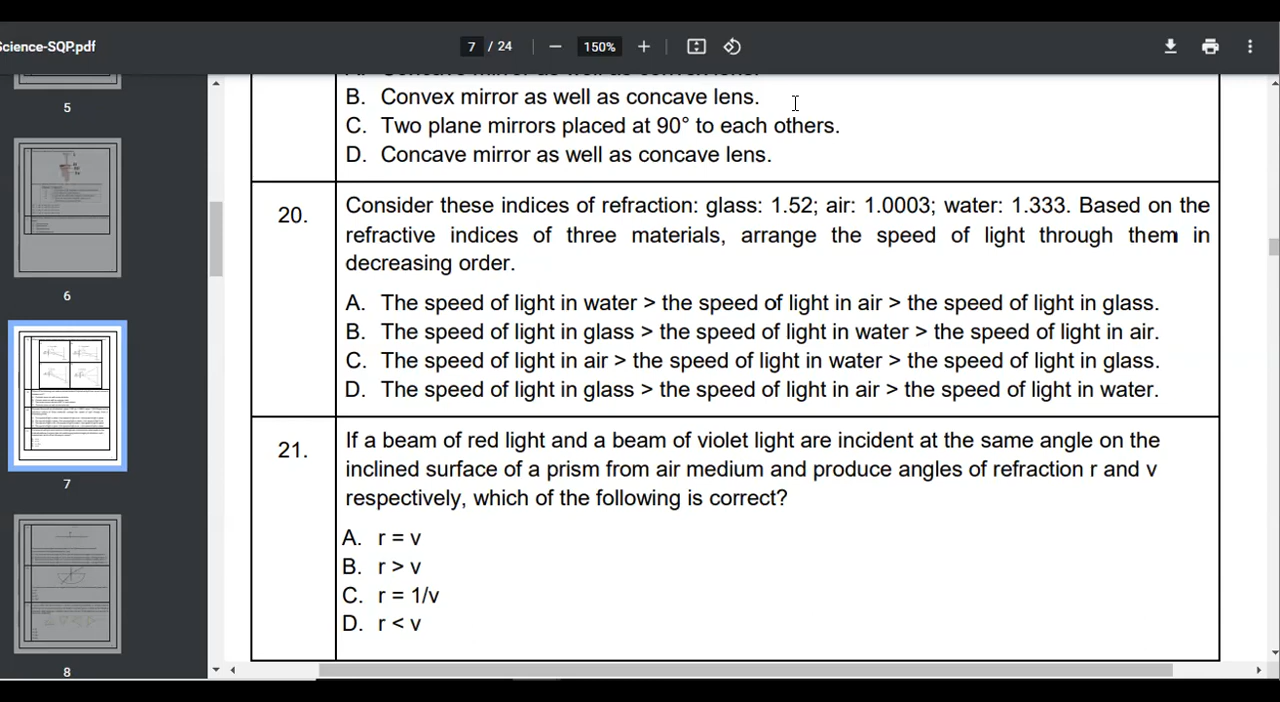 Science-SQP.pdf
7 / 24 — 150% +
5
B. Convex mirror as well as concave lens.
C. Two plane mirrors placed at 90° to each others.
D. Concave mirror as well as concave lens.
20.
Consider these indices of refraction: glass: 1.52; air: 1.0003; water: 1.333. Based on the
refractive indices of three materials, arrange the speed of light through them in
decreasing order.
6
A. The speed of light in water > the speed of light in air > the speed of light in glass.
B. The speed of light in glass > the speed of light in water > the speed of light in air.
C. The speed of light in air > the speed of light in water > the speed of light in glass.
D. The speed of light in glass > the speed of light in air > the speed of light in water.
21.
If a beam of red light and a beam of violet light are incident at the same angle on the
inclined surface of a prism from air medium and produce angles of refraction r and v
respectively, which of the following is correct?
7
A. r = v
B. r > v
C. r = 1/v
D. r < v
8